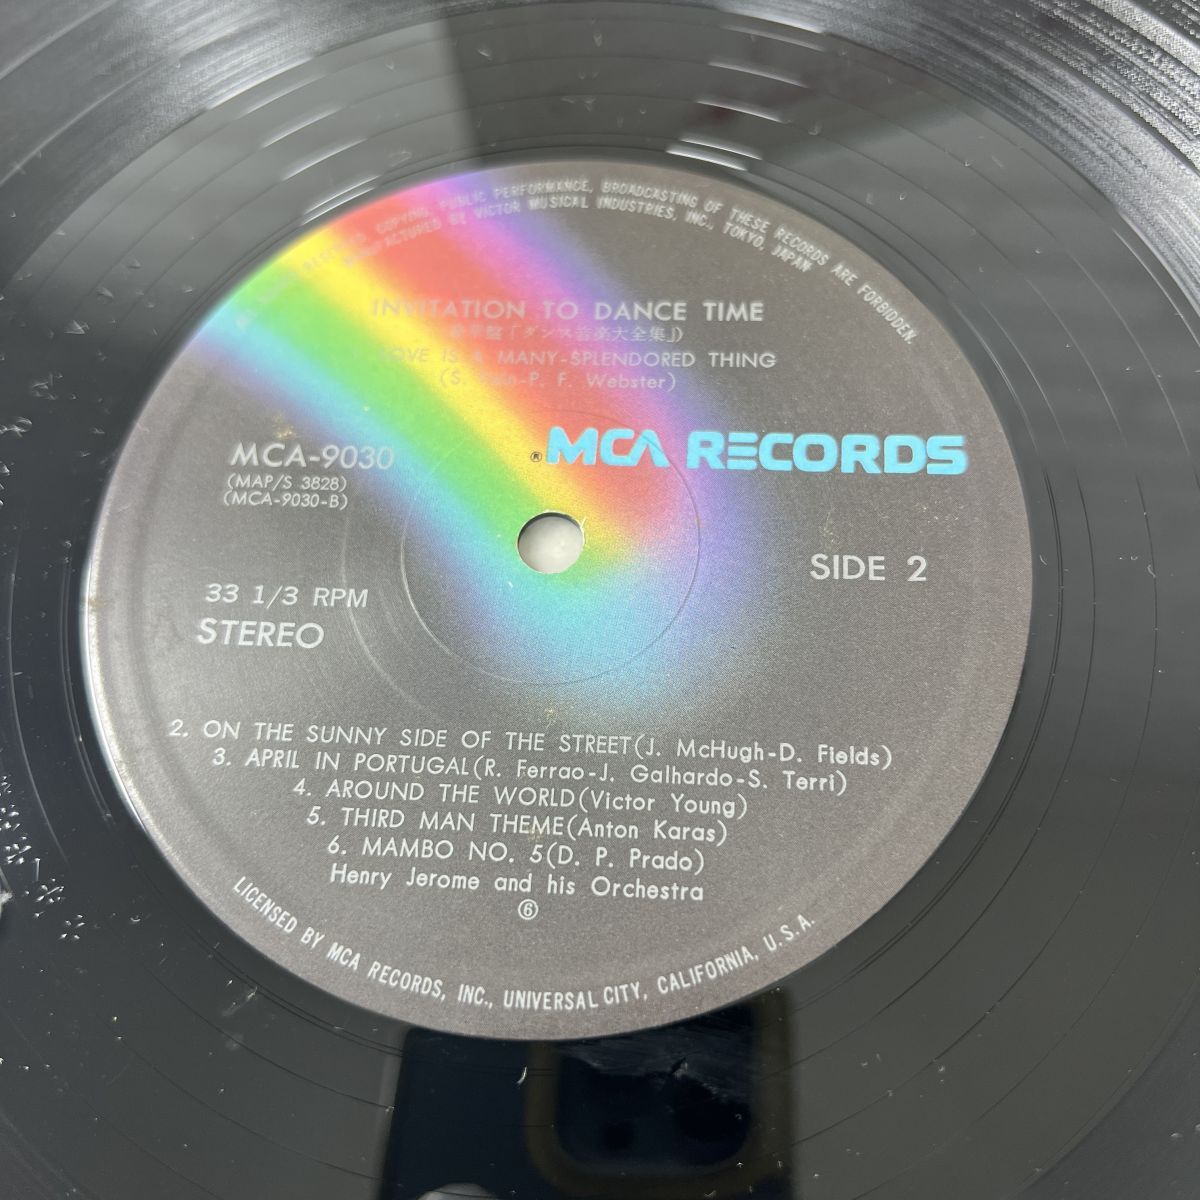 COPYING, PUBLIC PERFORMANCE, BROADCASTING OF THESE RECORDS ARE FORBIDDEN.
MANUFACTURED BY VICTOR MUSICAL INDUSTRIES, INC., TOKYO, JAPAN
INVITATION TO DANCE TIME
豪華盤「ダンス音楽大全集」)
LOVE IS A MANY-SPLENDORED THING
(S. Fain-P. F. Webster)
MCA-9030
(MAP/S 3828)
(MCA-9030-B)
®MCA RECORDS
SIDE 2
33 1/3 RPM
STEREO
2. ON THE SUNNY SIDE OF THE STREET(J. McHugh-D. Fields)
3. APRIL IN PORTUGAL(R. Ferrao-J. Galhardo-S. Terri)
4. AROUND THE WORLD(Victor Young)
5. THIRD MAN THEME(Anton Karas)
6. MAMBO NO. 5(D. P. Prado)
Henry Jerome and his Orchestra
⑥
LICENSED BY MCA RECORDS, INC., UNIVERSAL CITY, CALIFORNIA, U.S.A.